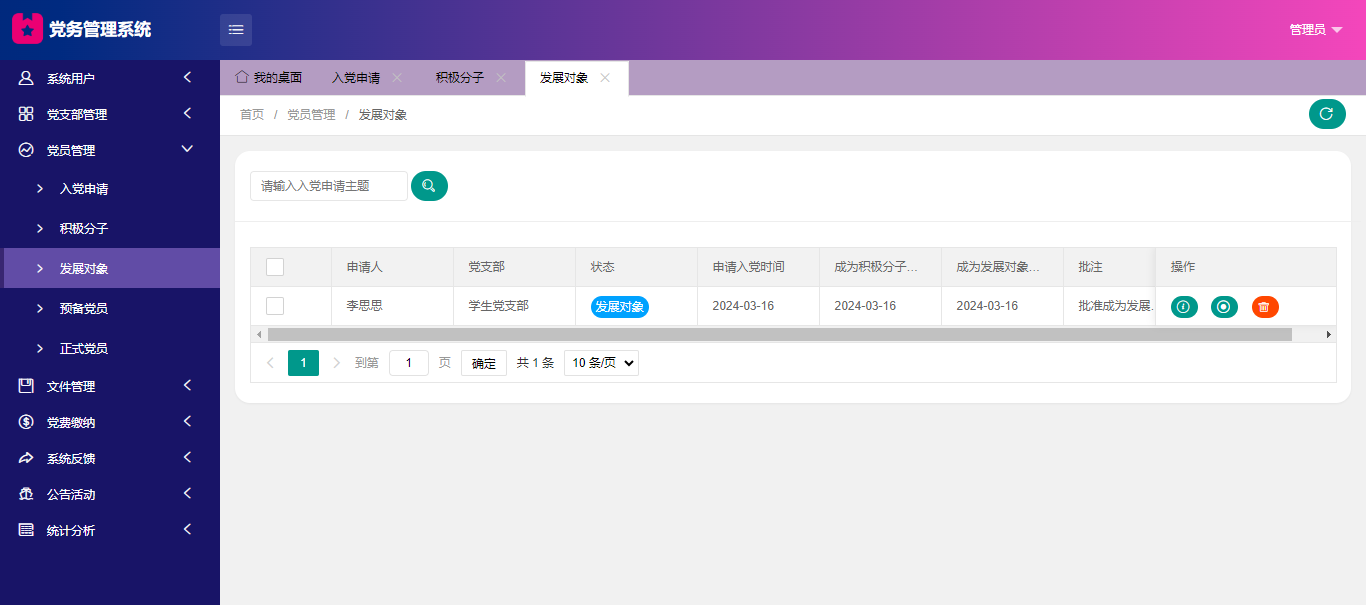 党务管理系统
管理员
系统用户
党支部管理
党员管理
入党申请
积极分子
发展对象
预备党员
正式党员
文件管理
党费缴纳
系统反馈
公告活动
统计分析
我的桌面 入党申请 积极分子 发展对象
首页 / 党员管理 / 发展对象
请输入入党申请主题
申请人 党支部 状态 申请入党时间 成为积极分子... 成为发展对象... 批注 操作
李思思 学生党支部 发展对象 2024-03-16 2024-03-16 2024-03-16 批准成为发展.
1 到第 1 页 确定 共 1 条 10 条/页